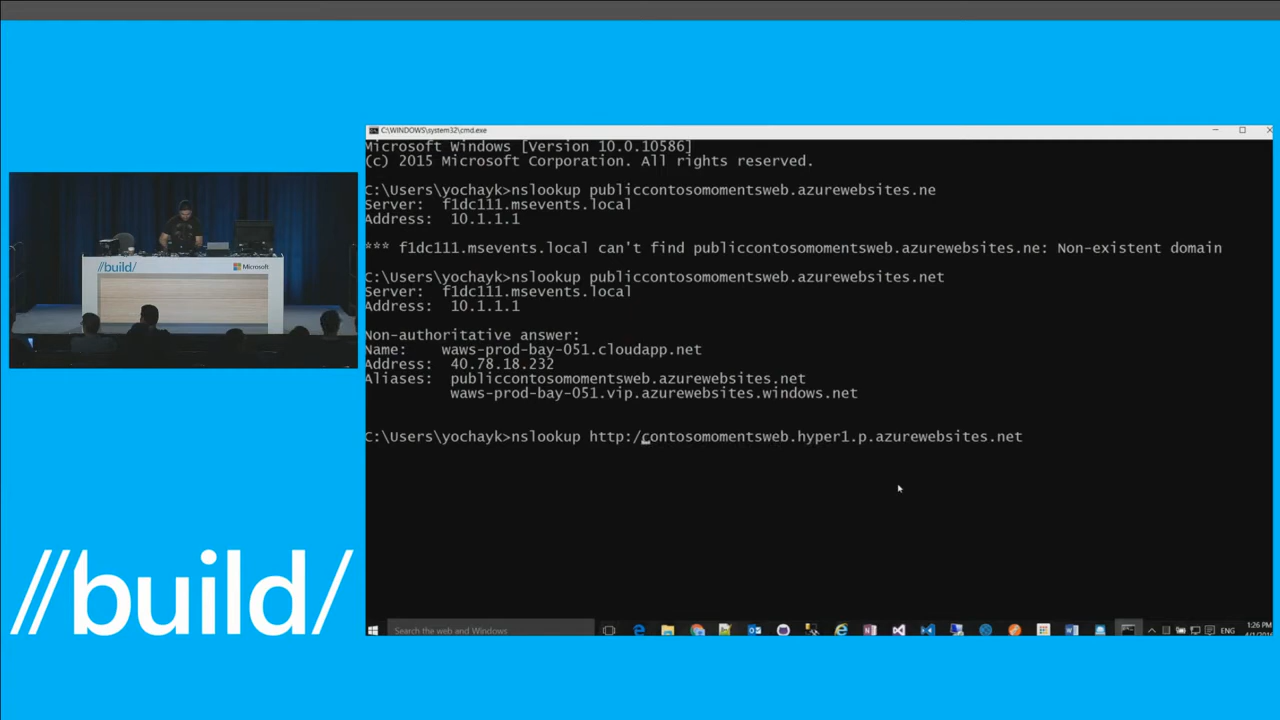 C:\WINDOWS\system32\cmd.exe
Microsoft Windows [Version 10.0.10586]
(c) 2015 Microsoft Corporation. All rights reserved.
C:\Users\yochayk>nslookup publiccontosomomentsweb.azurewebsites.ne
Server:  f1dc111.msevents.local
Address:  10.1.1.1
*** f1dc111.msevents.local can't find publiccontosomomentsweb.azurewebsites.ne: Non-existent domain
C:\Users\yochayk>nslookup publiccontosomomentsweb.azurewebsites.net
Server:  f1dc111.msevents.local
Address:  10.1.1.1
Non-authoritative answer:
Name:    waws-prod-bay-051.cloudapp.net
Address:  40.78.18.232
Aliases:  publiccontosomomentsweb.azurewebsites.net
waws-prod-bay-051.vip.azurewebsites.windows.net
C:\Users\yochayk>nslookup http:/contosomomentsweb.hyper1.p.azurewebsites.net
//build/
Microsoft
//build/
Search the web and Windows
ENG
1:26 PM